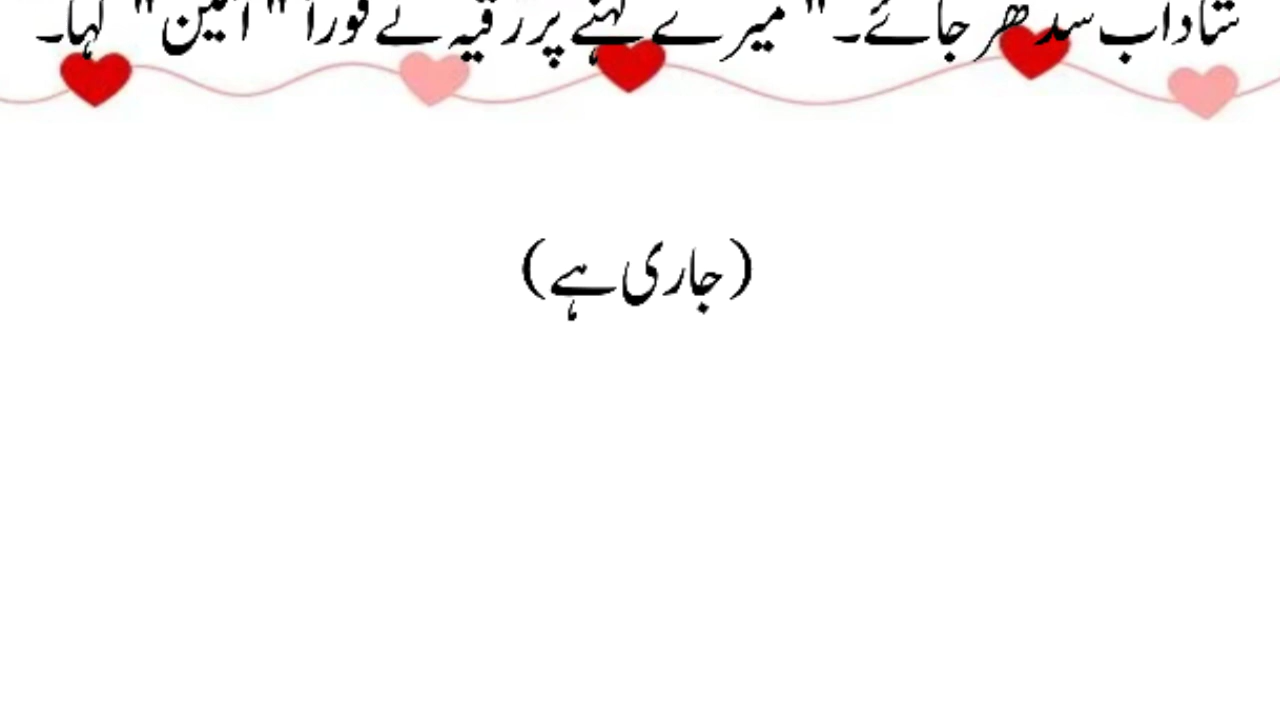 شاداب سدھر جائے۔" میرے کہنے پر رقیہ نے فوراً "آمین" کہا۔
(جاری ہے)